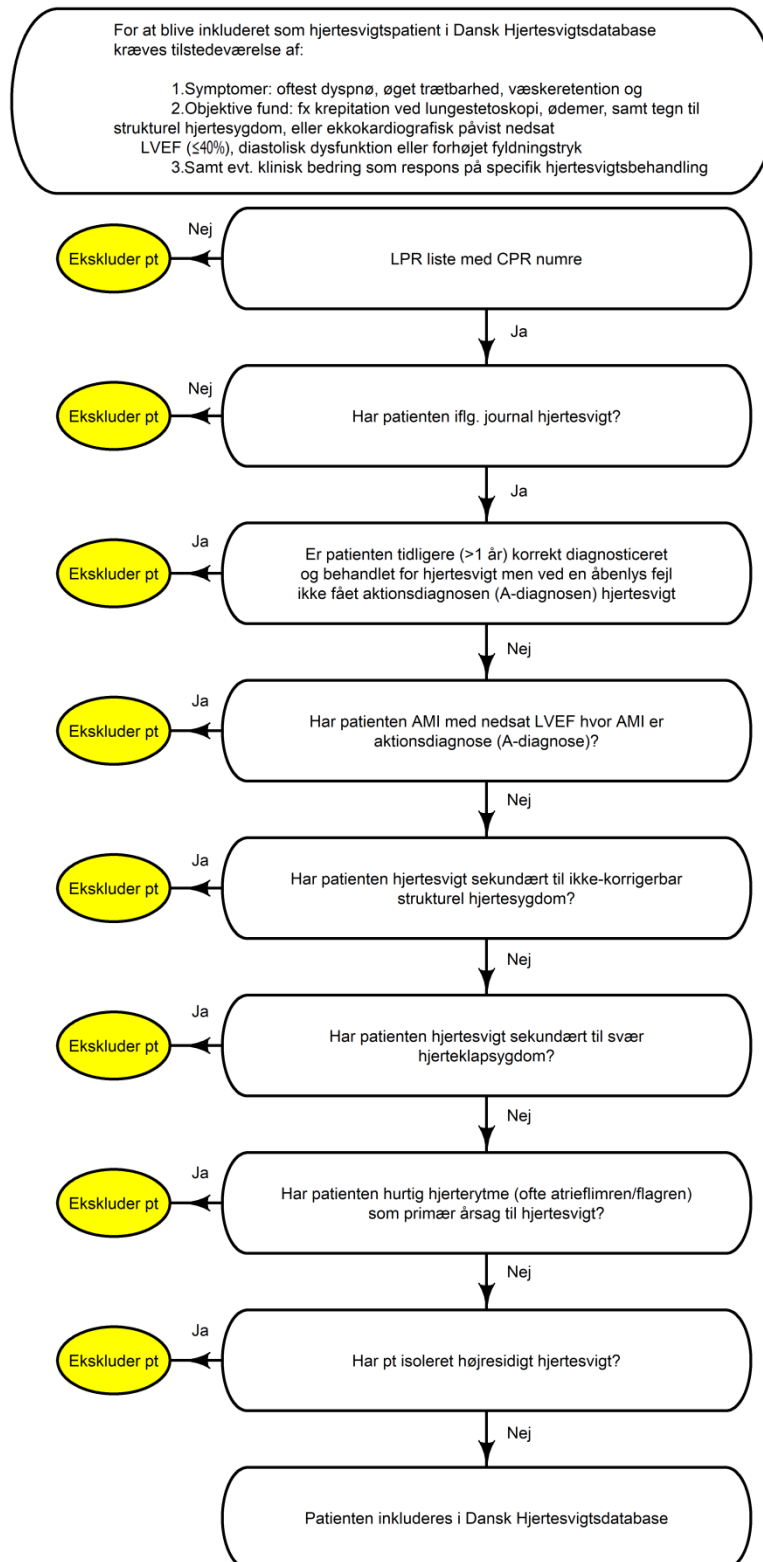 For at blive inkluderet som hjertesvigtspatient i Dansk Hjertesvigtsdatabase
kræves tilstedeværelse af:
1.Symptomer: oftest dyspnø, øget trætbarhed, væskeretention og
2.Objektive fund: fx krepitation ved lungestetoskopi, ødemer, samt tegn til
strukturel hjertesygdom, eller ekkokardiografisk påvist nedsat
LVEF (≤40%), diastolisk dysfunktion eller forhøjet fyldningstryk
3.Samt evt. klinisk bedring som respons på specifik hjertesvigtsbehandling
Nej
Ekskluder pt
LPR liste med CPR numre
Ja
Nej
Ekskluder pt
Har patienten iflg. journal hjertesvigt?
Ja
Ja
Ekskluder pt
Er patienten tidligere (>1 år) korrekt diagnosticeret
og behandlet for hjertesvigt men ved en åbenlys fejl
ikke fået aktionsdiagnosen (A-diagnosen) hjertesvigt
Nej
Ja
Ekskluder pt
Har patienten AMI med nedsat LVEF hvor AMI er
aktionsdiagnose (A-diagnose)?
Nej
Ja
Ekskluder pt
Har patienten hjertesvigt sekundært til ikke-korrigerbar
strukturel hjertesygdom?
Nej
Ja
Ekskluder pt
Har patienten hjertesvigt sekundært til svær
hjerteklapsygdom?
Nej
Ja
Ekskluder pt
Har patienten hurtig hjerterytme (ofte atrieflimren/flagren)
som primær årsag til hjertesvigt?
Nej
Ja
Ekskluder pt
Har pt isoleret højresidigt hjertesvigt?
Nej
Patienten inkluderes i Dansk Hjertesvigtsdatabase